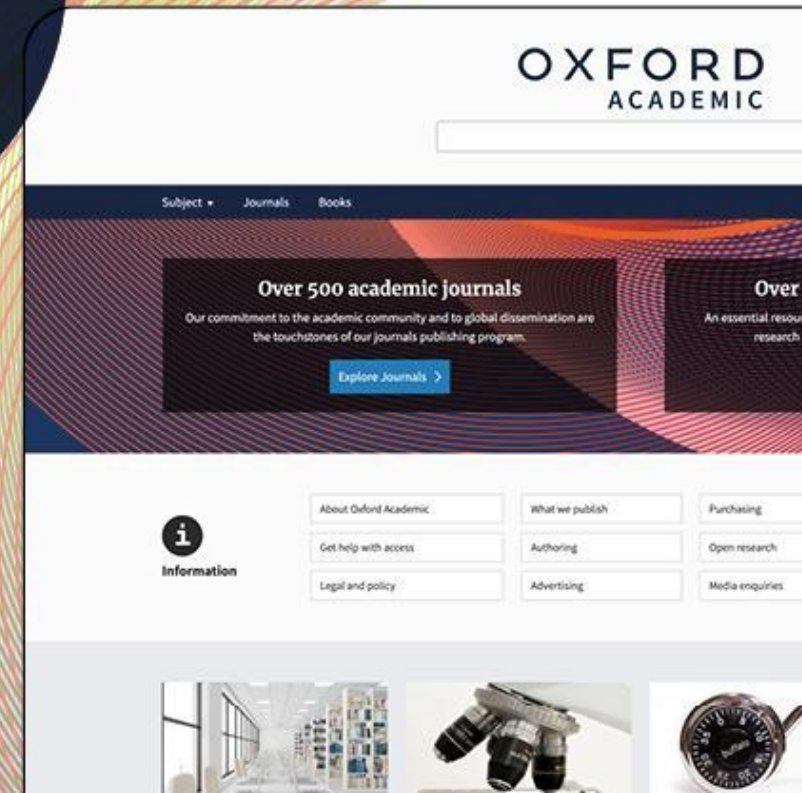 OXFORD
ACADEMIC
Subject Journals Books
Over 500 academic journals
Our commitment to the academic community and to global dissemination are
the touchstones of our journals publishing program.
Explore Journals
Over
An essential resou
research
Information
About Oxford Academic What we publish Purchasing
Get help with access Authoring Open research
Legal and policy Advertising Media enquiries
buffalo